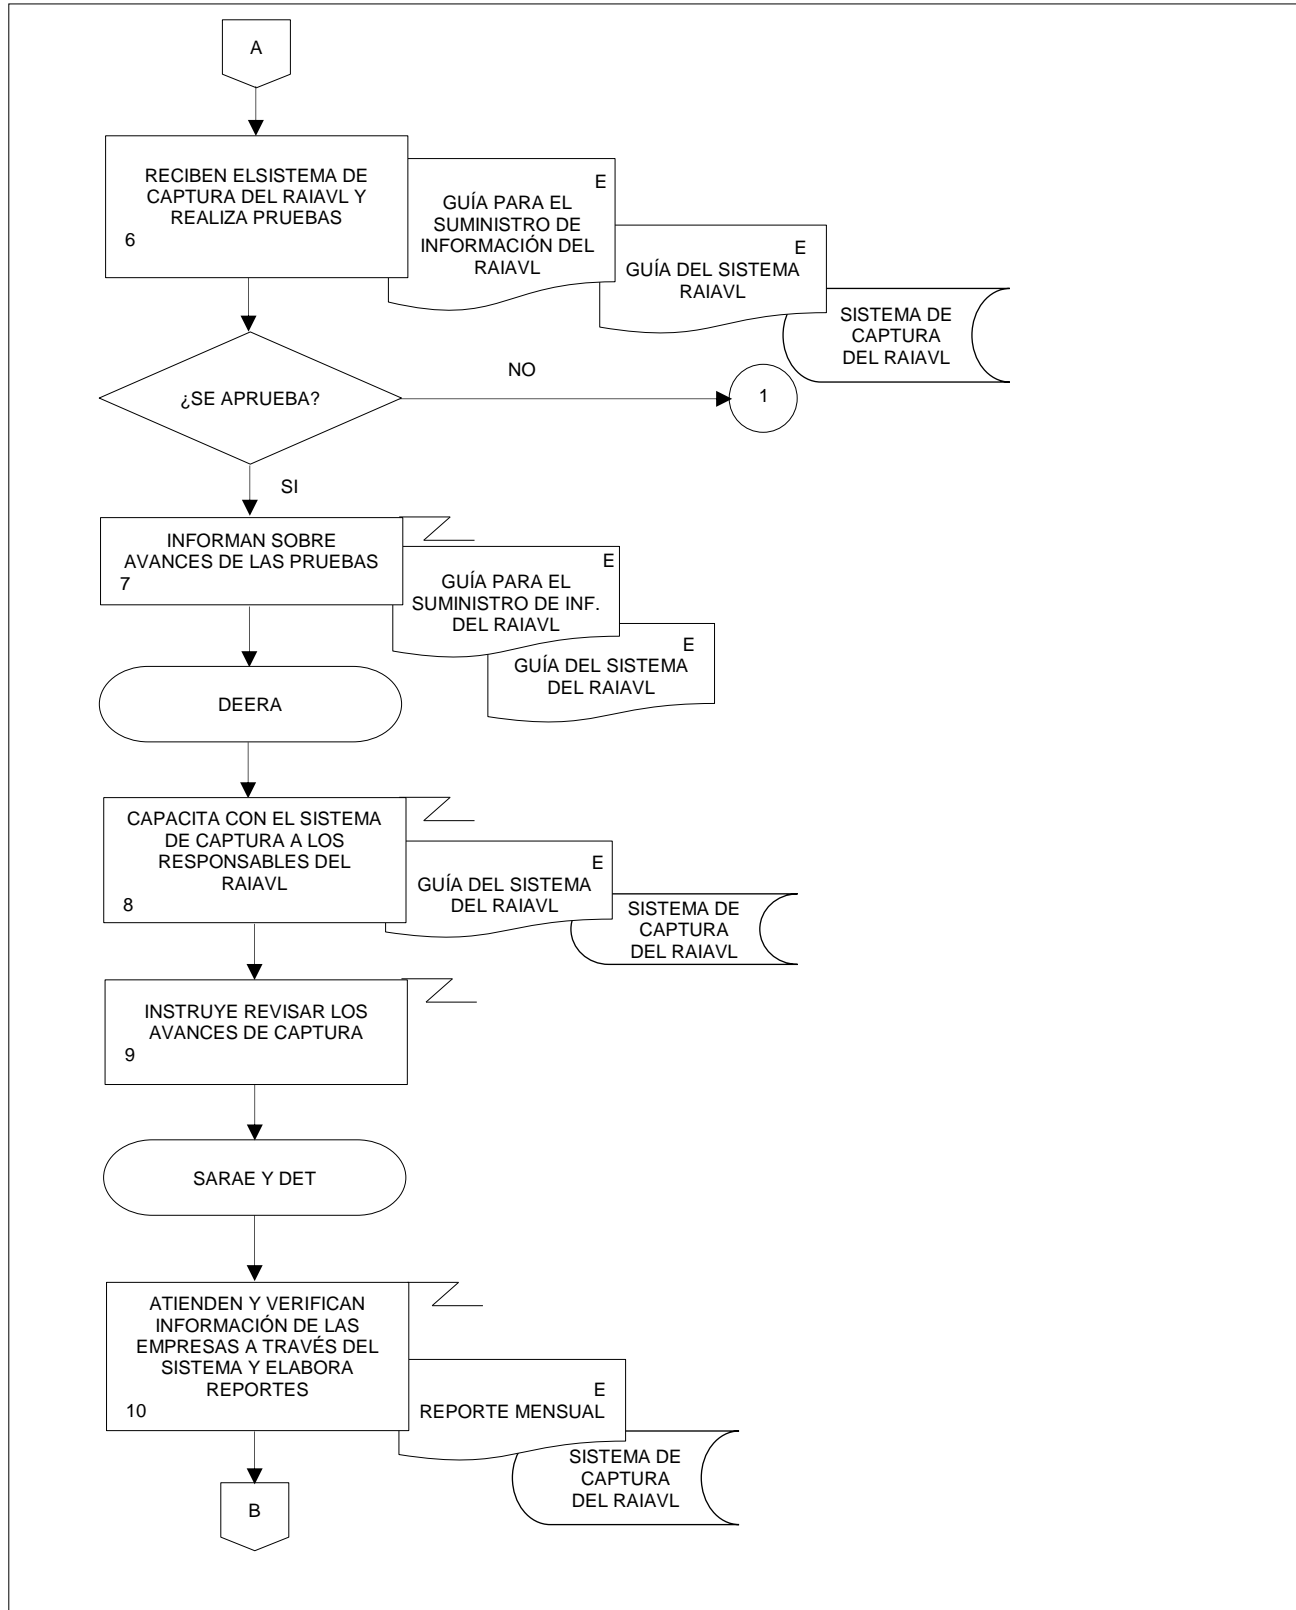 A
RECIBEN ELSISTEMA DE
CAPTURA DEL RAIAVL Y
REALIZA PRUEBAS
6
E
GUÍA PARA EL
SUMINISTRO DE
INFORMACIÓN DEL
RAIAVL
E
GUÍA DEL SISTEMA
RAIAVL
SISTEMA DE
CAPTURA
DEL RAIAVL
¿SE APRUEBA?
NO
1
SI
INFORMAN SOBRE
AVANCES DE LAS PRUEBAS
7
E
GUÍA PARA EL
SUMINISTRO DE INF.
DEL RAIAVL
E
GUÍA DEL SISTEMA
DEL RAIAVL
DEERA
CAPACITA CON EL SISTEMA
DE CAPTURA A LOS
RESPONSABLES DEL
RAIAVL
8
E
GUÍA DEL SISTEMA
DEL RAIAVL
SISTEMA DE
CAPTURA
DEL RAIAVL
INSTRUYE REVISAR LOS
AVANCES DE CAPTURA
9
SARAE Y DET
ATIENDEN Y VERIFICAN
INFORMACIÓN DE LAS
EMPRESAS A TRAVÉS DEL
SISTEMA Y ELABORA
REPORTES
10
E
REPORTE MENSUAL
SISTEMA DE
CAPTURA
DEL RAIAVL
B